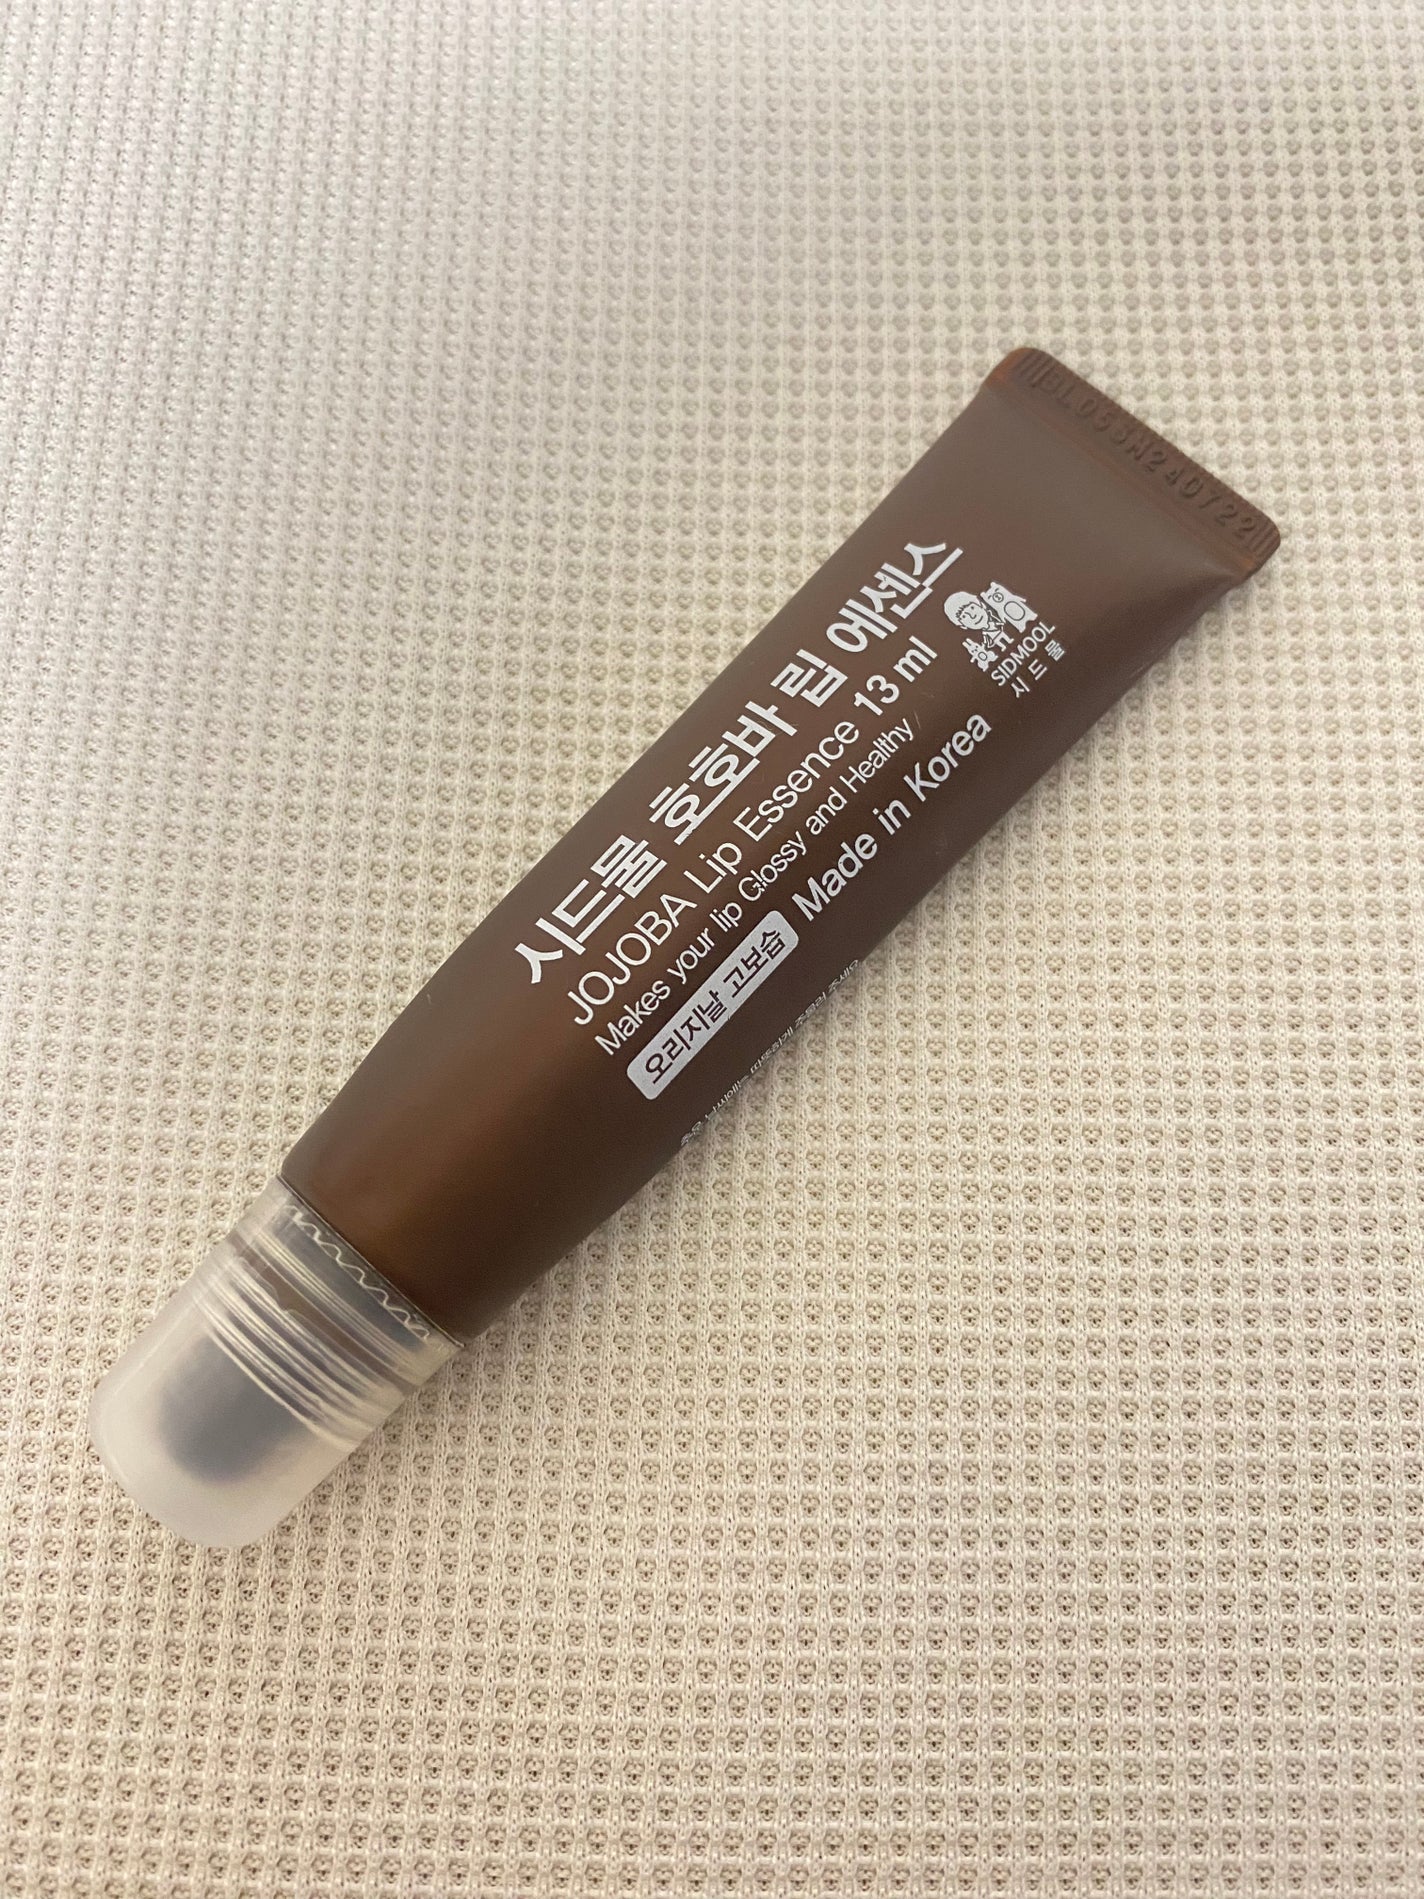 시드물 호호바 립 에센스
JOJOBA Lip Essence 13 ml
Makes your lip Glossy and Healthy
오리지날 고보습
Made in Korea
SIDMOOL
시드물